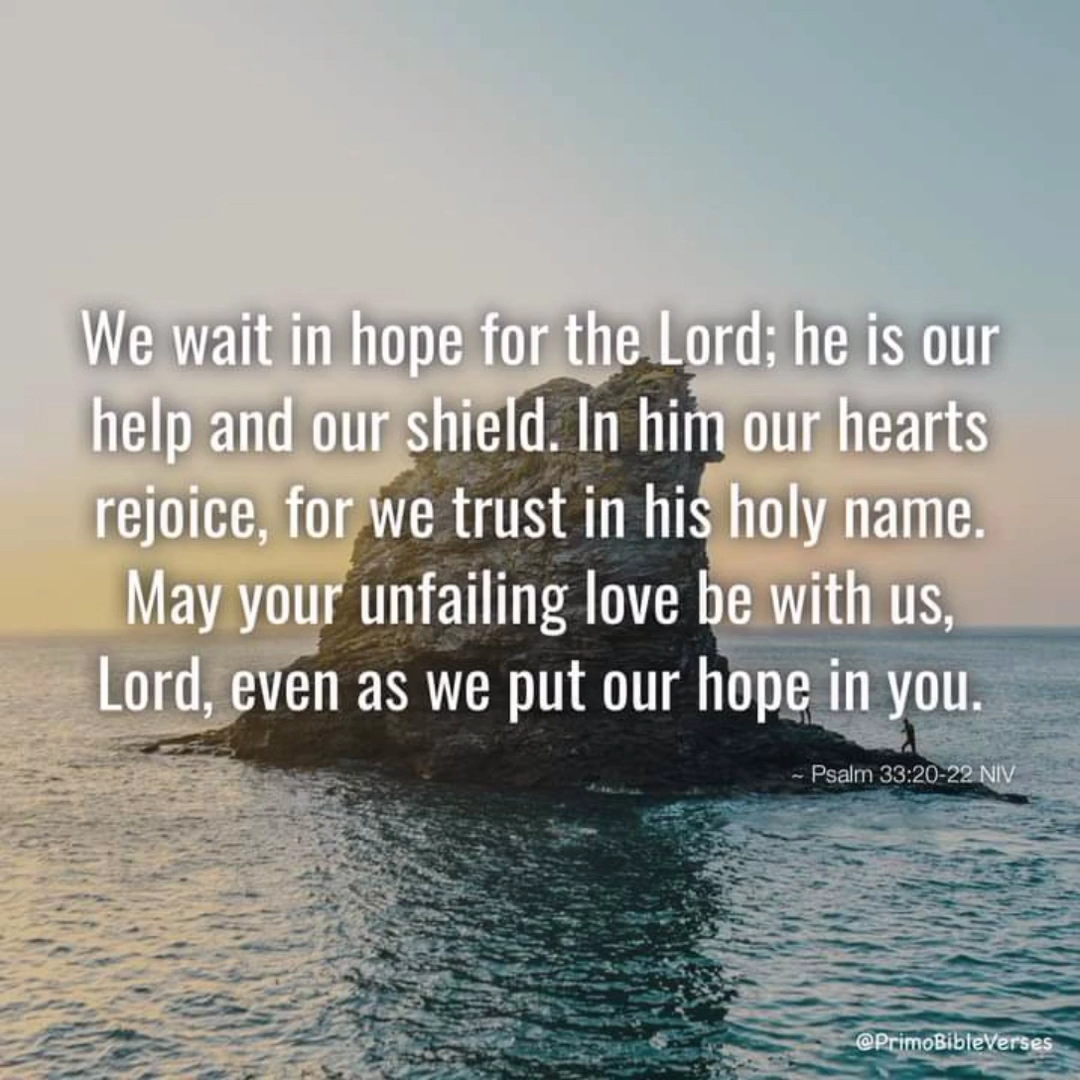 We wait in hope for the Lord; he is our
help and our shield. In him our hearts
rejoice, for we trust in his holy name.
May your unfailing love be with us,
Lord, even as we put our hope in you.
~ Psalm 33:20-22 NIV
@PrimoBibleVerses